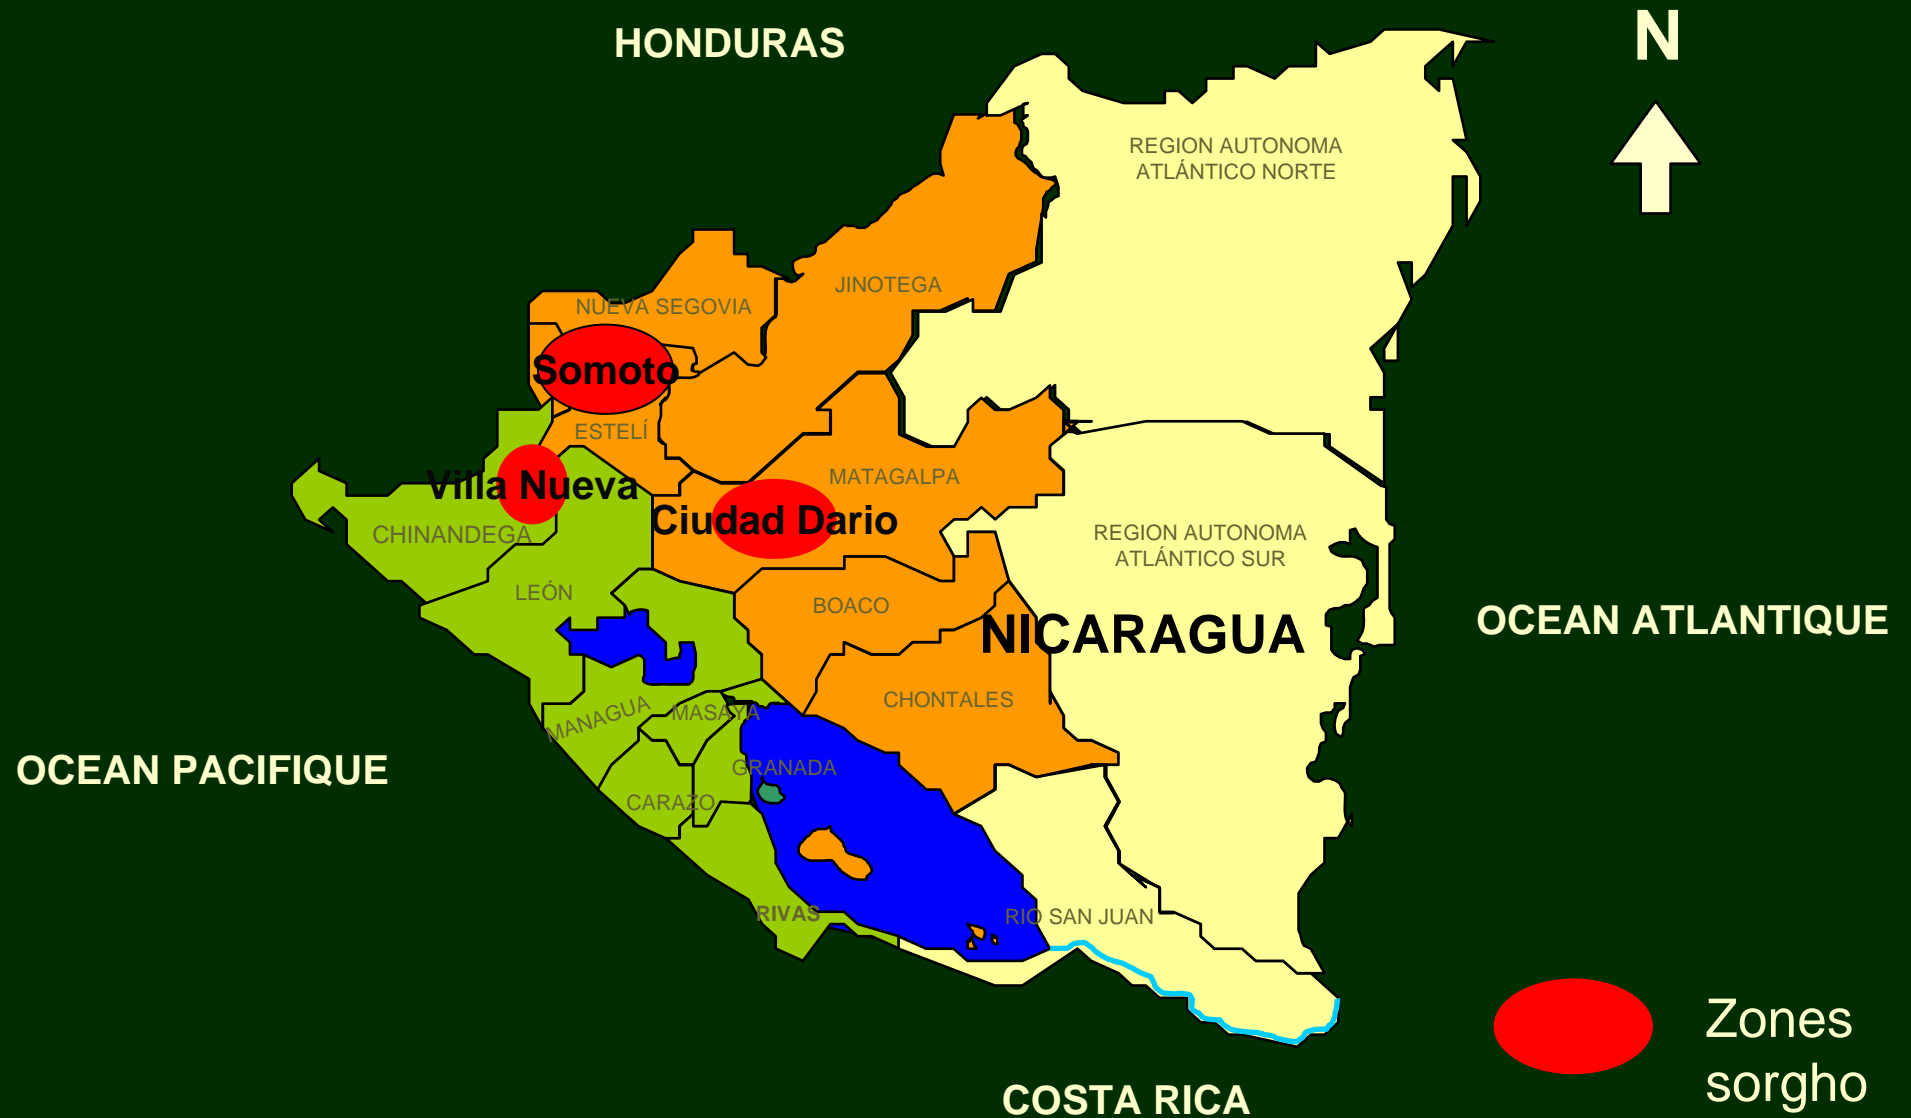 HONDURAS
N
REGION AUTONOMA
ATLÁNTICO NORTE
JINOTEGA
NUEVA SEGOVIA
Somoto
ESTELÍ
MATAGALPA
Villa Nueva
Ciudad Dario
CHINANDEGA
REGION AUTONOMA
ATLÁNTICO SUR
LEÓN
BOACO
NICARAGUA
OCEAN ATLANTIQUE
CHONTALES
MANAGUA
MASAYA
OCEAN PACIFIQUE
GRANADA
CARAZO
RIVAS
RIO SAN JUAN
Zones
sorgho
COSTA RICA